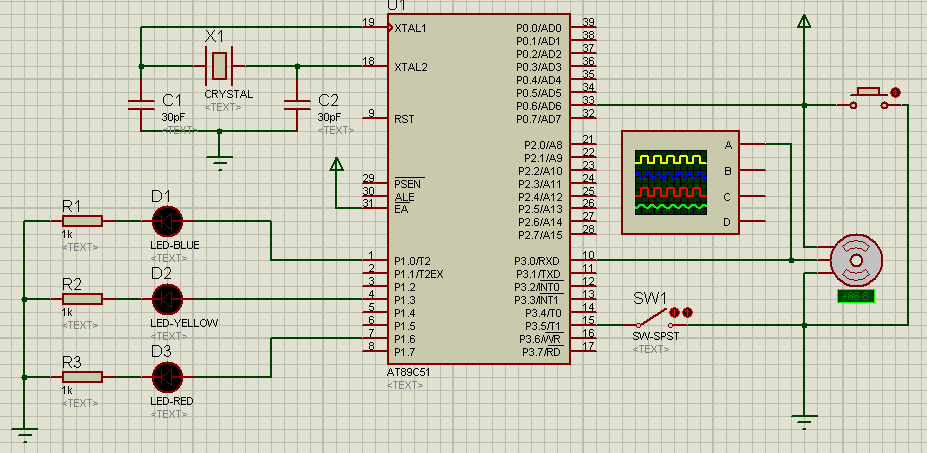 U1
19
XTAL1
18
XTAL2
9
RST
29
PSEN
30
ALE
31
EA
1
P1.0/T2
2
P1.1/T2EX
3
P1.2
4
P1.3
5
P1.4
6
P1.5
7
P1.6
8
P1.7
AT89C51
<TEXT>
P0.0/AD0
39
P0.1/AD1
38
P0.2/AD2
37
P0.3/AD3
36
P0.4/AD4
35
P0.5/AD5
34
P0.6/AD6
33
P0.7/AD7
32
P2.0/A8
21
P2.1/A9
22
P2.2/A10
23
P2.3/A11
24
P2.4/A12
25
P2.5/A13
26
P2.6/A14
27
P2.7/A15
28
P3.0/RXD
10
P3.1/TXD
11
P3.2/INT0
12
P3.3/INT1
13
P3.4/T0
14
P3.5/T1
15
P3.6/WR
16
P3.7/RD
17
X1
CRYSTAL
<TEXT>
C1
30pF
<TEXT>
C2
30pF
<TEXT>
R1
1k
<TEXT>
D1
LED-BLUE
<TEXT>
R2
1k
<TEXT>
D2
LED-YELLOW
<TEXT>
R3
1k
<TEXT>
D3
LED-RED
<TEXT>
A
B
C
D
+88.8
SW1
SW-SPST
<TEXT>